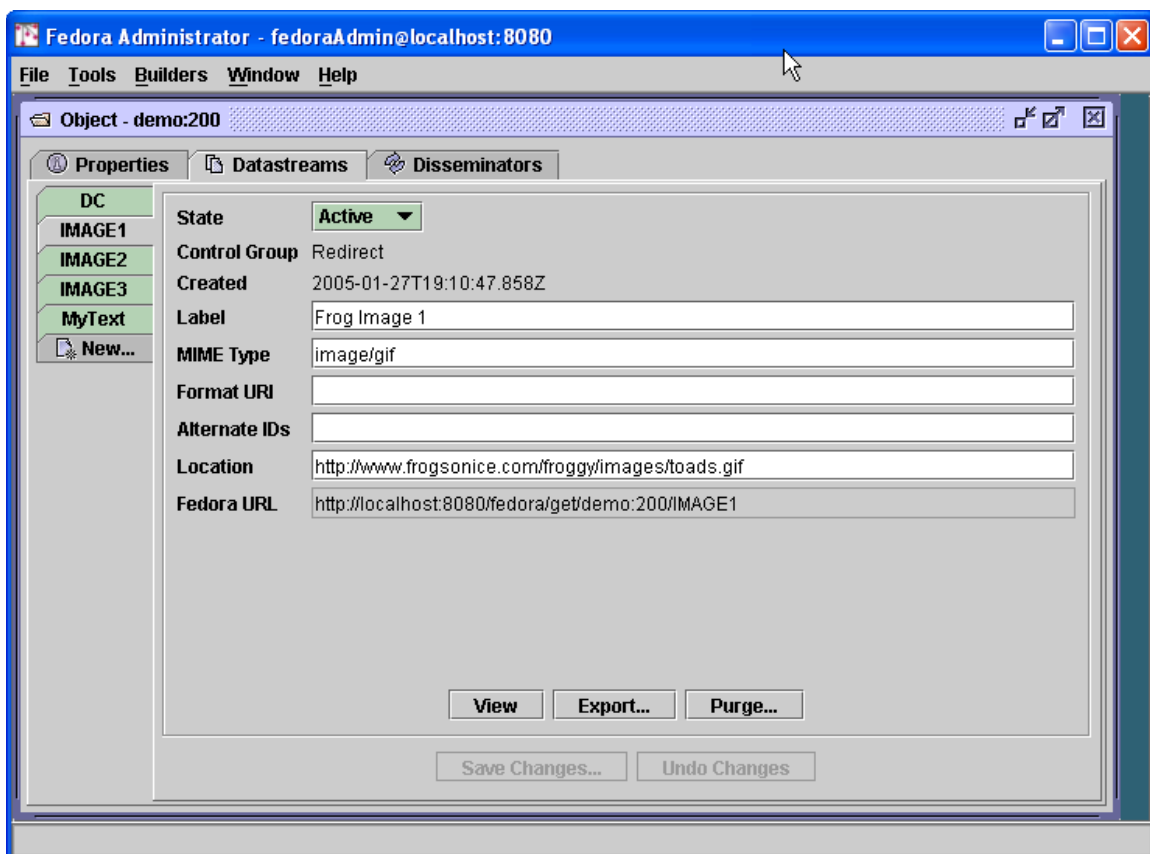 Fedora Administrator - fedoraAdmin@localhost:8080
File Tools Builders Window Help
Object - demo:200
Properties Datastreams Disseminators
DC
IMAGE1
IMAGE2
IMAGE3
MyText
New...
State Active
Control Group Redirect
Created 2005-01-27T19:10:47.858Z
Label Frog Image 1
MIME Type image/gif
Format URI
Alternate IDs
Location http://www.frogsonice.com/froggy/images/toads.gif
Fedora URL http://localhost:8080/fedora/get/demo:200/IMAGE1
View Export... Purge...
Save Changes... Undo Changes